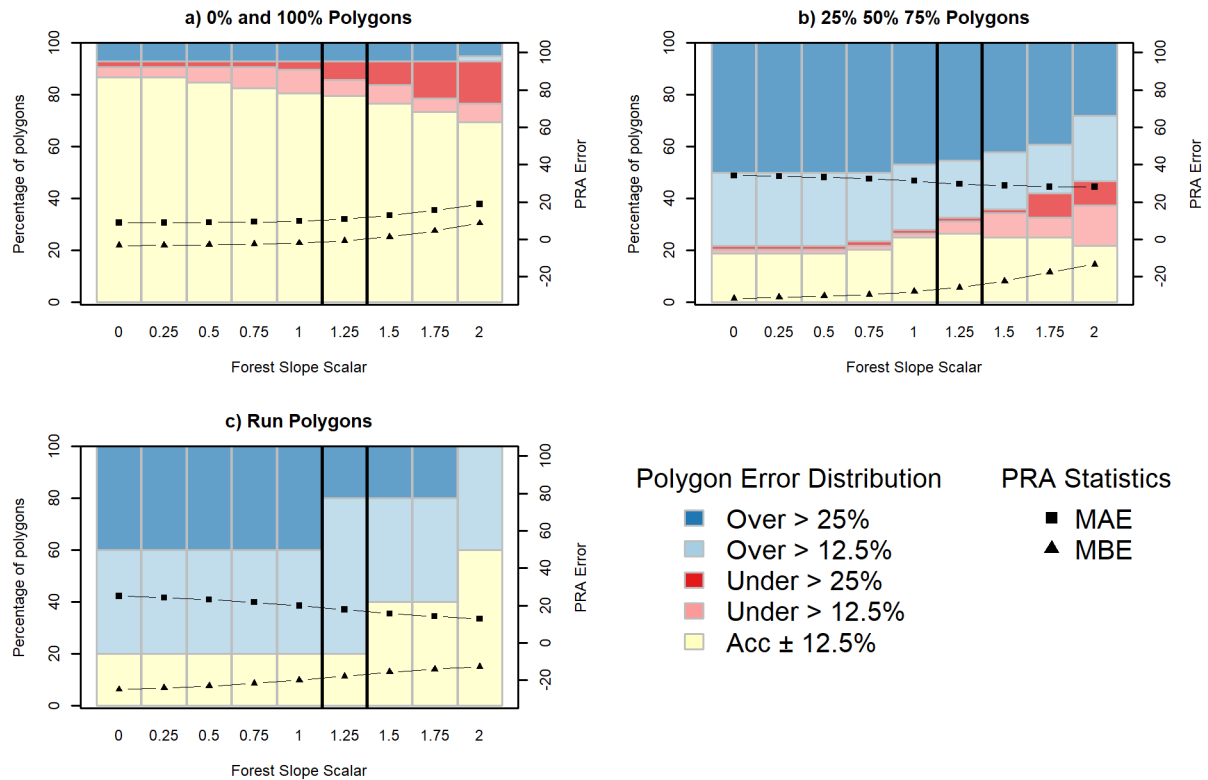 a) 0% and 100% Polygons
Percentage of polygons
0 20 40 60 80 100
-20 0 20 40 60 80 100
PRA Error
0 0.25 0.5 0.75 1 1.25 1.5 1.75 2
Forest Slope Scalar
b) 25% 50% 75% Polygons
Percentage of polygons
0 20 40 60 80 100
-20 0 20 40 60 80 100
PRA Error
0 0.25 0.5 0.75 1 1.25 1.5 1.75 2
Forest Slope Scalar
c) Run Polygons
Percentage of polygons
0 20 40 60 80 100
-20 0 20 40 60 80 100
PRA Error
0 0.25 0.5 0.75 1 1.25 1.5 1.75 2
Forest Slope Scalar
Polygon Error Distribution
Over > 25%
Over > 12.5%
Under > 25%
Under > 12.5%
Acc ± 12.5%
PRA Statistics
MAE
MBE